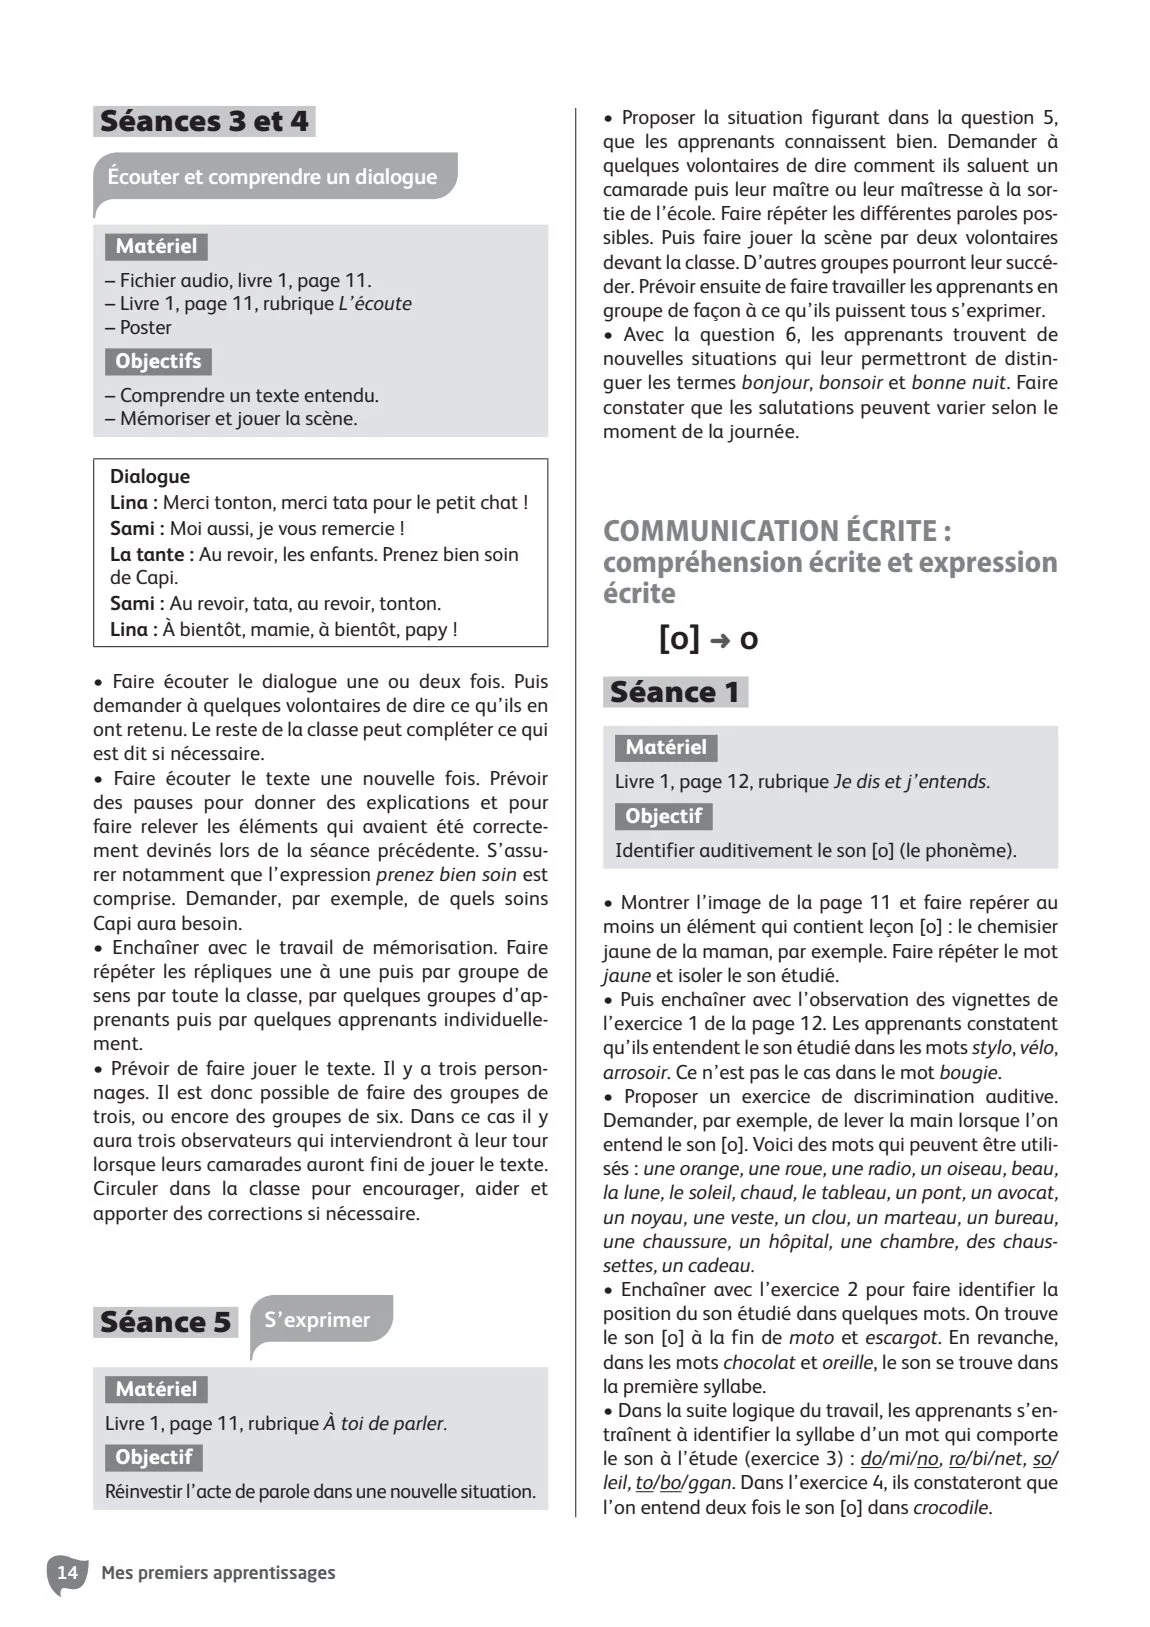 Séances 3 et 4
Écouter et comprendre un dialogue
Matériel
– Fichier audio, livre 1, page 11.
– Livre 1, page 11, rubrique L’écoute
– Poster
Objectifs
– Comprendre un texte entendu.
– Mémoriser et jouer la scène.
Dialogue
Lina : Merci tonton, merci tata pour le petit chat !
Sami : Moi aussi, je vous remercie !
La tante : Au revoir, les enfants. Prenez bien soin
de Capi.
Sami : Au revoir, tata, au revoir, tonton.
Lina : À bientôt, mamie, à bientôt, papy !
• Faire écouter le dialogue une ou deux fois. Puis
demander à quelques volontaires de dire ce qu’ils en
ont retenu. Le reste de la classe peut compléter ce qui
est dit si nécessaire.
• Faire écouter le texte une nouvelle fois. Prévoir
des pauses pour donner des explications et pour
faire relever les éléments qui avaient été correcte-
ment devinés lors de la séance précédente. S’assu-
rer notamment que l’expression prenez bien soin est
comprise. Demander, par exemple, de quels soins
Capi aura besoin.
• Enchaîner avec le travail de mémorisation. Faire
répéter les répliques une à une puis par groupe de
sens par toute la classe, par quelques groupes d’ap-
prenants puis par quelques apprenants individuelle-
ment.
• Prévoir de faire jouer le texte. Il y a trois person-
nages. Il est donc possible de faire des groupes de
trois, ou encore des groupes de six. Dans ce cas il y
aura trois observateurs qui interviendront à leur tour
lorsque leurs camarades auront fini de jouer le texte.
Circuler dans la classe pour encourager, aider et
apporter des corrections si nécessaire.
Séance 5
S’exprimer
Matériel
Livre 1, page 11, rubrique À toi de parler.
Objectif
Réinvestir l’acte de parole dans une nouvelle situation.
• Proposer la situation figurant dans la question 5,
que les apprenants connaissent bien. Demander à
quelques volontaires de dire comment ils saluent un
camarade puis leur maître ou leur maîtresse à la sor-
tie de l’école. Faire répéter les différentes paroles pos-
sibles. Puis faire jouer la scène par deux volontaires
devant la classe. D’autres groupes pourront leur succé-
der. Prévoir ensuite de faire travailler les apprenants en
groupe de façon à ce qu’ils puissent tous s’exprimer.
• Avec la question 6, les apprenants trouvent de
nouvelles situations qui leur permettront de distin-
guer les termes bonjour, bonsoir et bonne nuit. Faire
constater que les salutations peuvent varier selon le
moment de la journée.
COMMUNICATION ÉCRITE :
compréhension écrite et expression
écrite
[o] ➜ o
Séance 1
Matériel
Livre 1, page 12, rubrique Je dis et j’entends.
Objectif
Identifier auditivement le son [o] (le phonème).
• Montrer l’image de la page 11 et faire repérer au
moins un élément qui contient leçon [o] : le chemisier
jaune de la maman, par exemple. Faire répéter le mot
jaune et isoler le son étudié.
• Puis enchaîner avec l’observation des vignettes de
l’exercice 1 de la page 12. Les apprenants constatent
qu’ils entendent le son étudié dans les mots stylo, vélo,
arrosoir. Ce n’est pas le cas dans le mot bougie.
• Proposer un exercice de discrimination auditive.
Demander, par exemple, de lever la main lorsque l’on
entend le son [o]. Voici des mots qui peuvent être utili-
sés : une orange, une roue, une radio, un oiseau, beau,
la lune, le soleil, chaud, le tableau, un pont, un avocat,
un noyau, une veste, un clou, un marteau, un bureau,
une chaussure, un hôpital, une chambre, des chaus-
settes, un cadeau.
• Enchaîner avec l’exercice 2 pour faire identifier la
position du son étudié dans quelques mots. On trouve
le son [o] à la fin de moto et escargot. En revanche,
dans les mots chocolat et oreille, le son se trouve dans
la première syllabe.
• Dans la suite logique du travail, les apprenants s’en-
traînent à identifier la syllabe d’un mot qui comporte
le son à l’étude (exercice 3) : do/mi/no, ro/bi/net, so/
leil, to/bo/ggan. Dans l’exercice 4, ils constateront que
l’on entend deux fois le son [o] dans crocodile.
14 Mes premiers apprentissages